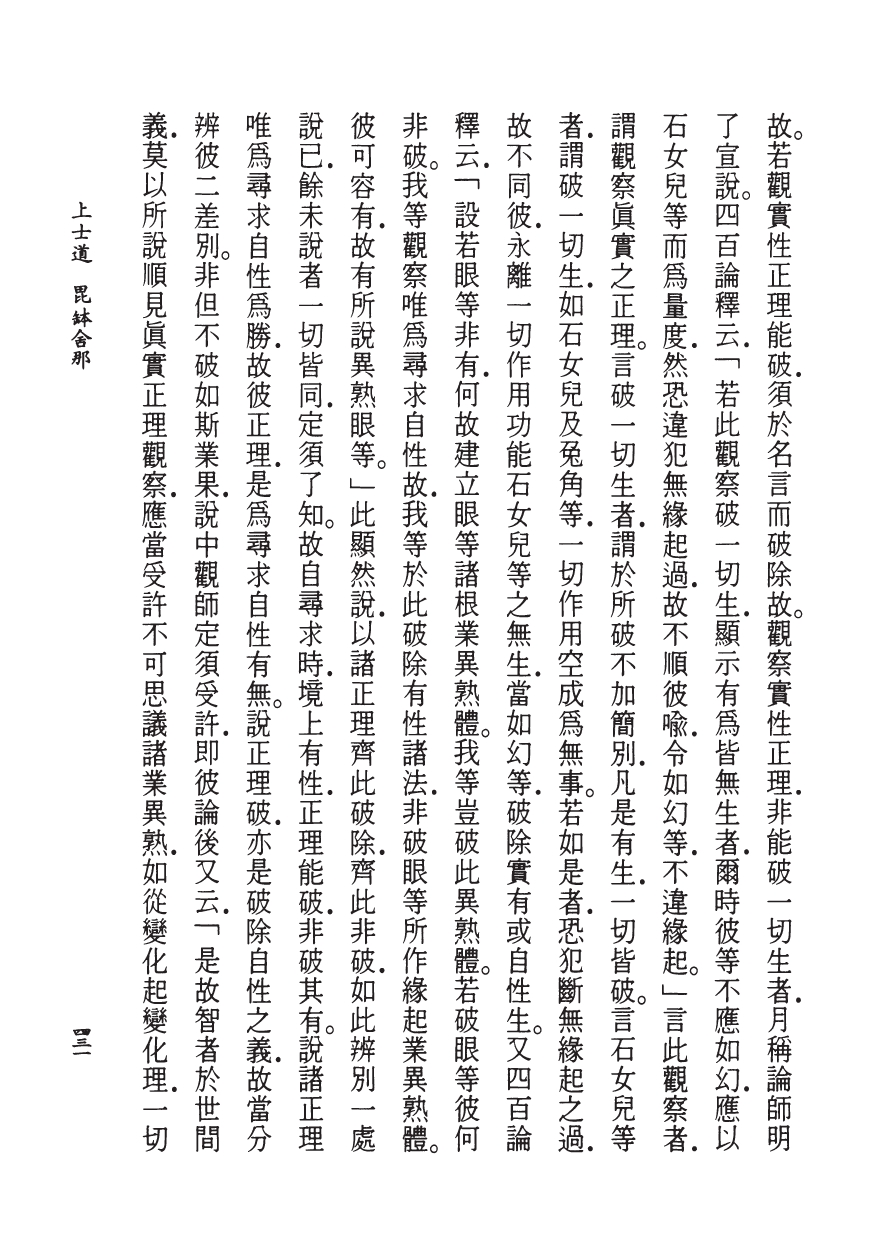 故。若觀實性正理能破．須於名言而破除故。觀察實性正理．非能破一切生者．月稱論師明
了宣說。四百論釋云．「若此觀察破一切生．顯示有爲皆無生者．爾時彼等不應如幻．應以
石女兒等而爲量度．然恐違犯無緣起過．故不順彼喩．令如幻等．不違緣起。」言此觀察者．
謂觀察眞實之正理。言破一切生者．謂於所破不加簡別．凡是有生．一切皆破。言石女兒等
者．謂破一切生．如石女兒及兔角等．一切作用空成爲無事。若如是者．恐犯斷無緣起之過．
故不同彼．永離一切作用功能石女兒等之無生．當如幻等．破除實有或自性生。又四百論
釋云．「設若眼等非有．何故建立眼等諸根業異熟體。我等豈破此異熟體。若破眼等彼何
非破。我等觀察唯爲尋求自性故．我等於此破除有性諸法．非破眼等所作緣起業異熟體。
彼可容有．故有所說異熟眼等。」此顯然說．以諸正理齊此破除．齊此非破．如此辨別一處
說已．餘未說者一切皆同．定須了知。故自尋求時．境上有性．正理能破．非破其有。說諸正理
唯爲尋求自性爲勝．故彼正理．是爲尋求自性有無。說正理破．亦是破除自性之義．故當分
辨彼二差別。非但不破如斯業果．說中觀師定須受許．即彼論後又云．「是故智者於世間
義．莫以所說順見眞實正理觀察．應當受許不可思議諸業異熟．如從變化起變化理．一切
上士道　毘鉢舍那
四三一